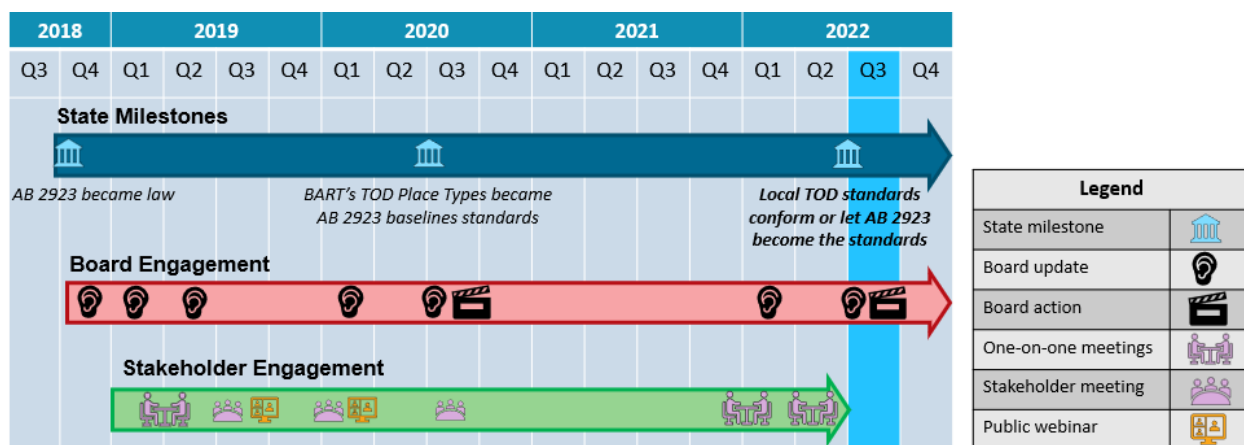 2018 2019 2020 2021 2022
Q3 Q4 Q1 Q2 Q3 Q4 Q1 Q2 Q3 Q4 Q1 Q2 Q3 Q4 Q1 Q2 Q3 Q4
State Milestones
AB 2923 became law
BART's TOD Place Types became
AB 2923 baselines standards
Local TOD standards
conform or let AB 2923
become the standards
Board Engagement
Stakeholder Engagement
Legend
State milestone
Board update
Board action
One-on-one meetings
Stakeholder meeting
Public webinar